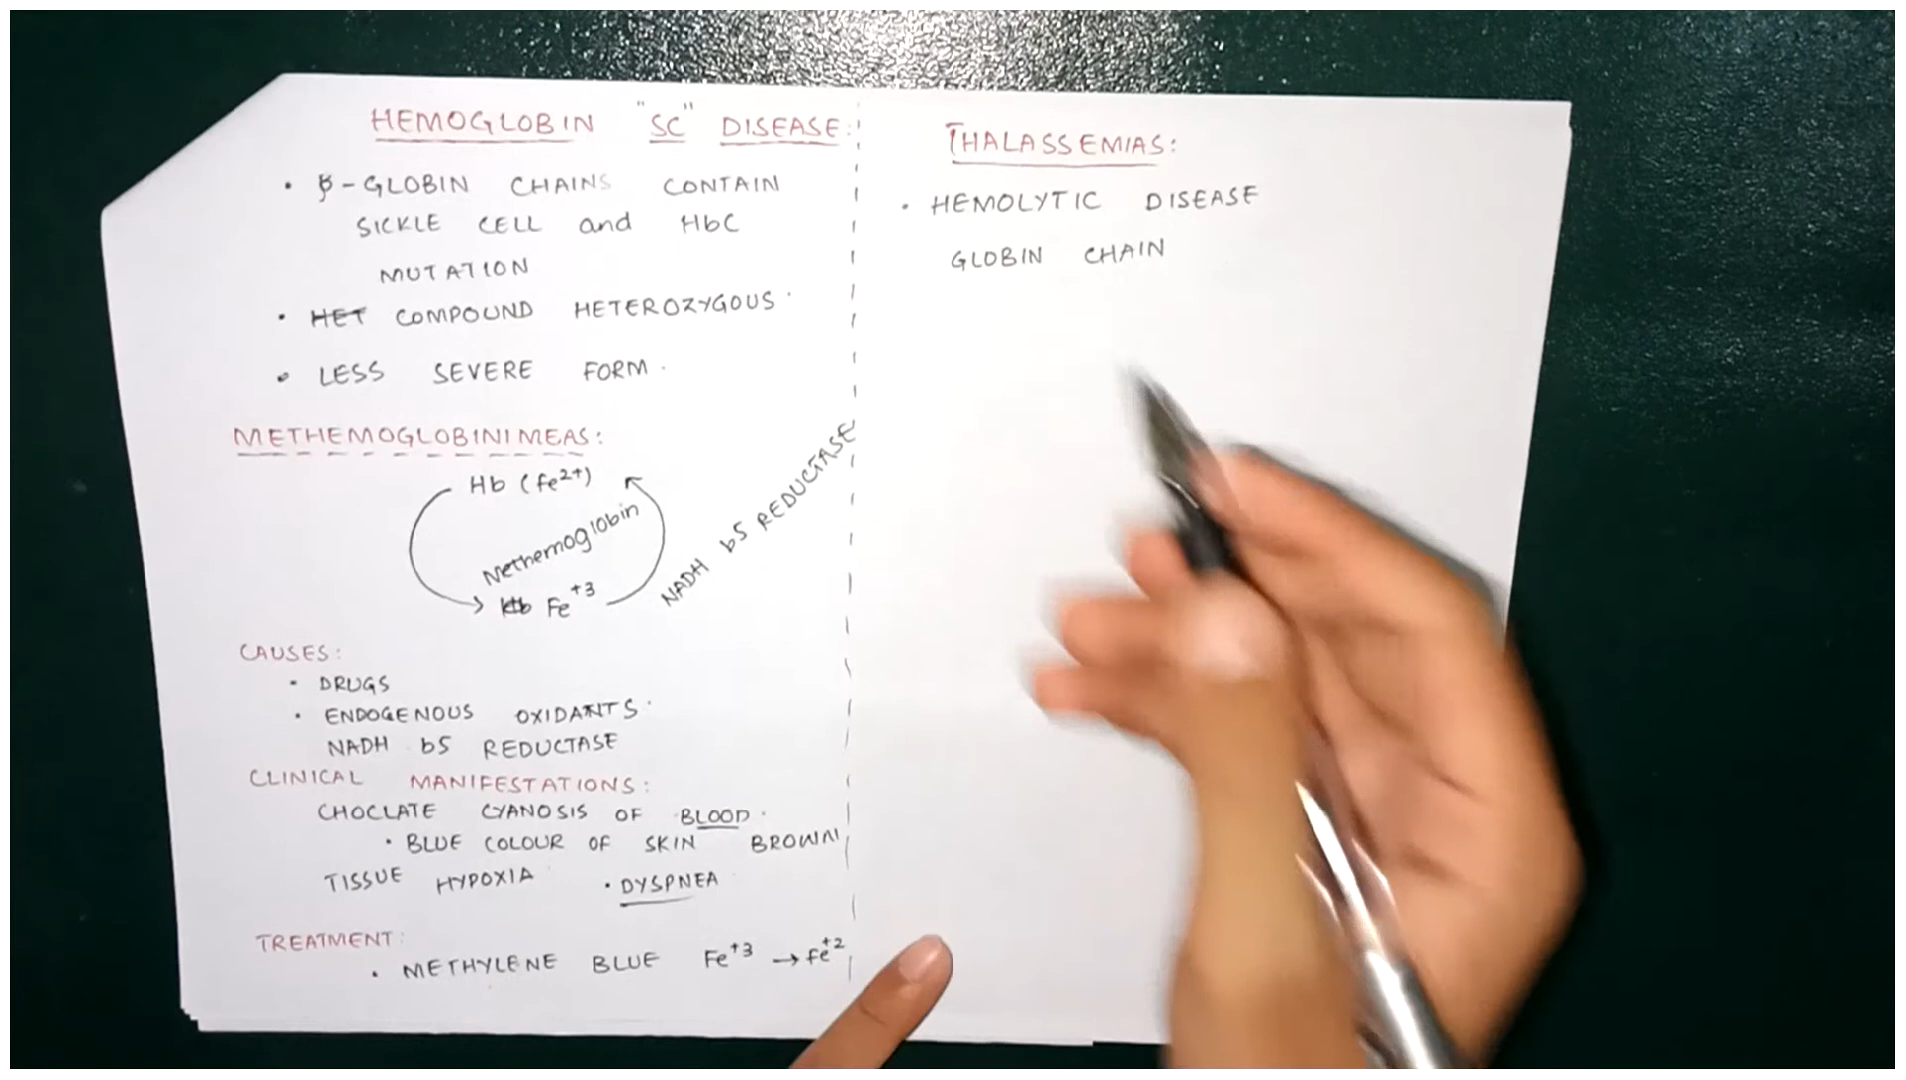 HEMOGLOBIN "SC" DISEASE:
• β-GLOBIN CHAINS CONTAIN
SICKLE CELL and HbC
MUTATION
• HET COMPOUND HETEROZYGOUS.
• LESS SEVERE FORM.
METHEMOGLOBINIMEAS:
Hb (Fe2+)
Methemoglobin
Hb Fe+3
NADH b5 REDUCTASE
CAUSES:
• DRUGS
• ENDOGENOUS OXIDANTS.
NADH b5 REDUCTASE
CLINICAL MANIFESTATIONS:
CHOCLATE CYANOSIS OF BLOOD.
• BLUE COLOUR OF SKIN BROWN
TISSUE HYPOXIA • DYSPNEA
TREATMENT:
• METHYLENE BLUE Fe+3 → Fe+2
THALASSEMIAS:
• HEMOLYTIC DISEASE
GLOBIN CHAIN